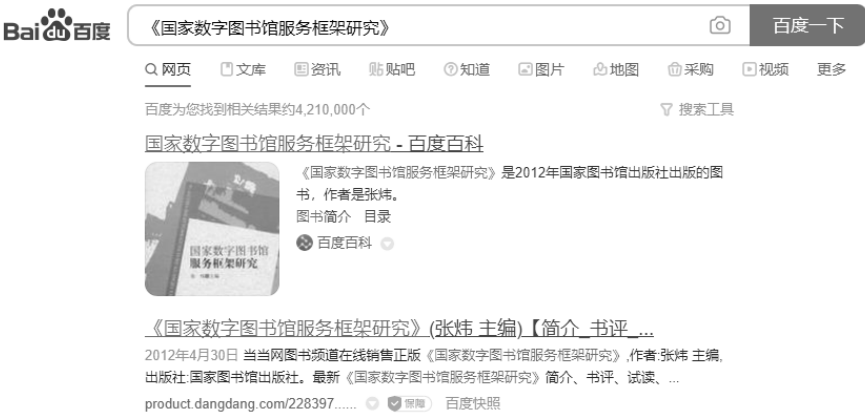 Bai du 百度
《国家数字图书馆服务框架研究》
百度一下
网页 文库 资讯 贴吧 知道 图片 地图 采购 视频 更多
百度为您找到相关结果约4,210,000个 搜索工具
国家数字图书馆服务框架研究 - 百度百科
《国家数字图书馆服务框架研究》是2012年国家图书馆出版社出版的图
书，作者是张炜。
图书简介 目录
百度百科
国家数字图书馆
服务框架研究
《国家数字图书馆服务框架研究》(张炜 主编)【简介_书评_...
2012年4月30日 当当网图书频道在线销售正版《国家数字图书馆服务框架研究》,作者:张炜 主编,
出版社:国家图书馆出版社。最新《国家数字图书馆服务框架研究》简介、书评、试读、...
product.dangdang.com/228397...... 保障 百度快照